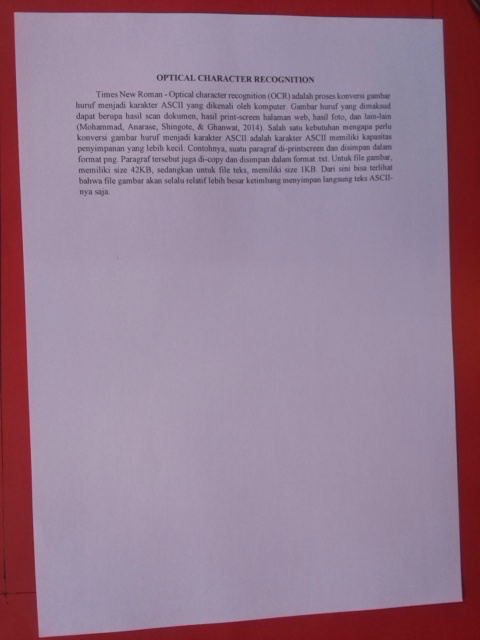 OPTICAL CHARACTER RECOGNITION
Times New Roman - Optical character recognition (OCR) adalah proses konversi gambar
huruf menjadi karakter ASCII yang dikenali oleh komputer. Gambar huruf yang dimaksud
dapat berupa hasil scan dokumen, hasil print-screen halaman web, hasil foto, dan lain-lain
(Mohammad, Anarase, Shingote, & Ghanwat, 2014). Salah satu kebutuhan mengapa perlu
konversi gambar huruf menjadi karakter ASCII adalah karakter ASCII memiliki kapasitas
penyimpanan yang lebih kecil. Contohnya, suatu paragraf di-printscreen dan disimpan dalam
format png. Paragraf tersebut juga di-copy dan disimpan dalam format .txt. Untuk file gambar,
memiliki size 42KB, sedangkan untuk file teks, memiliki size 1KB. Dari sini bisa terlihat
bahwa file gambar akan selalu relatif lebih besar ketimbang menyimpan langsung teks ASCII-
nya saja.